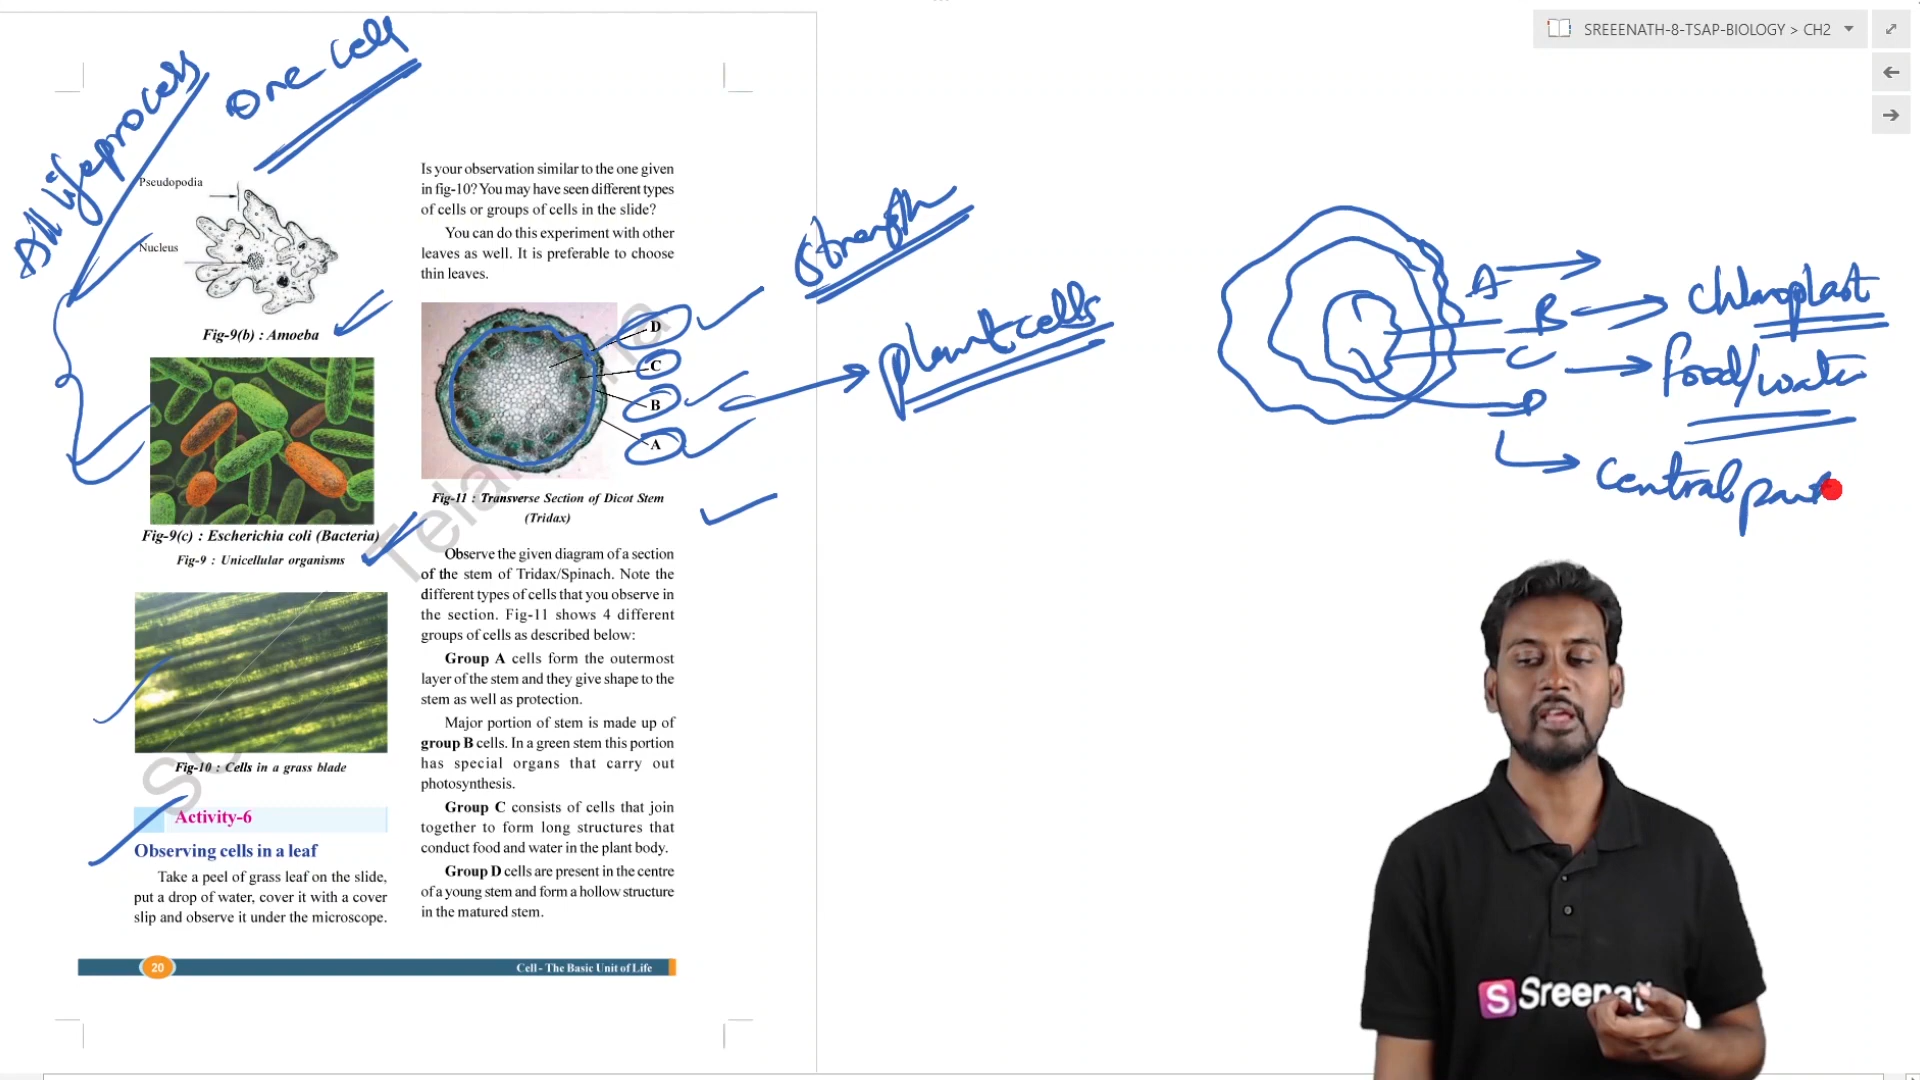 SREEENATH-8-TSAP-BIOLOGY > CH2
All lifeprocess
One cell
Pseudopodia
Nucleus
Fig-9(b) : Amoeba
Fig-9(c) : Escherichia coli (Bacteria)
Fig-9 : Unicellular organisms
Fig-10 : Cells in a grass blade
Activity-6
Observing cells in a leaf
Take a peel of grass leaf on the slide,
put a drop of water, cover it with a cover
slip and observe it under the microscope.
Is your observation similar to the one given
in fig-10? You may have seen different types
of cells or groups of cells in the slide?
You can do this experiment with other
leaves as well. It is preferable to choose
thin leaves.
D
C
B
A
Fig-11 : Transverse Section of Dicot Stem
(Tridax)
Observe the given diagram of a section
of the stem of Tridax/Spinach. Note the
different types of cells that you observe in
the section. Fig-11 shows 4 different
groups of cells as described below:
Group A cells form the outermost
layer of the stem and they give shape to the
stem as well as protection.
Major portion of stem is made up of
group B cells. In a green stem this portion
has special organs that carry out
photosynthesis.
Group C consists of cells that join
together to form long structures that
conduct food and water in the plant body.
Group D cells are present in the centre
of a young stem and form a hollow structure
in the matured stem.
20
Cell - The Basic Unit of Life
Strength
plant cells
A
B
chloroplast
C
food/water
D
central part
S Sreenat